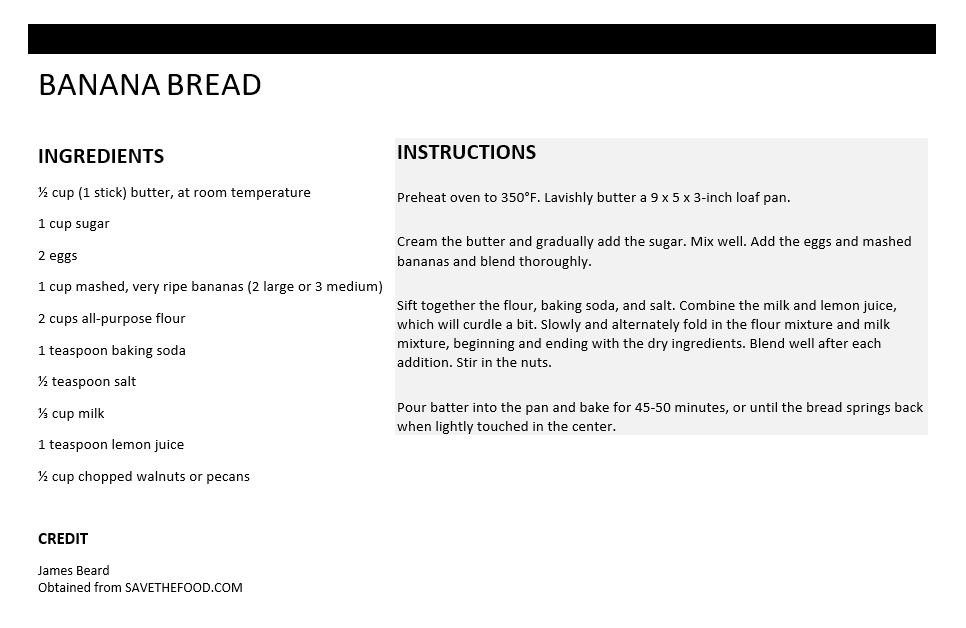 BANANA BREAD
INGREDIENTS
½ cup (1 stick) butter, at room temperature
1 cup sugar
2 eggs
1 cup mashed, very ripe bananas (2 large or 3 medium)
2 cups all-purpose flour
1 teaspoon baking soda
½ teaspoon salt
⅓ cup milk
1 teaspoon lemon juice
½ cup chopped walnuts or pecans
INSTRUCTIONS
Preheat oven to 350°F. Lavishly butter a 9 x 5 x 3-inch loaf pan.
Cream the butter and gradually add the sugar. Mix well. Add the eggs and mashed
bananas and blend thoroughly.
Sift together the flour, baking soda, and salt. Combine the milk and lemon juice,
which will curdle a bit. Slowly and alternately fold in the flour mixture and milk
mixture, beginning and ending with the dry ingredients. Blend well after each
addition. Stir in the nuts.
Pour batter into the pan and bake for 45-50 minutes, or until the bread springs back
when lightly touched in the center.
CREDIT
James Beard
Obtained from SAVETHEFOOD.COM